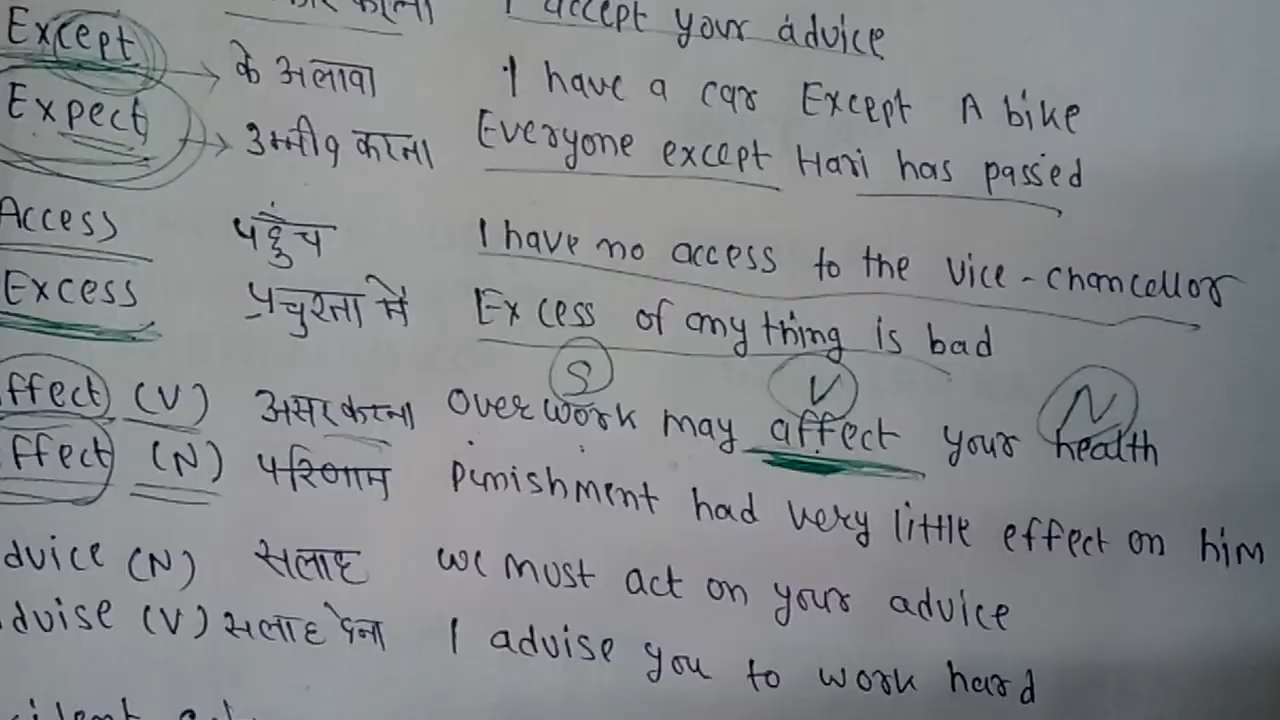 I accept your advice
Except के अलावा I have a car Except A bike
Expect उम्मीद करना Everyone except Hari has passed
Access पहुँच I have no access to the vice-chancellor
Excess प्रचुरता में Excess of anything is bad
S V N
ffect (V) असर करना overwork may affect your health
ffect (N) परिणाम punishment had very little effect on him
dvice (N) सलाह we must act on your advice
dvise (V) सलाह देना I advise you to work hard